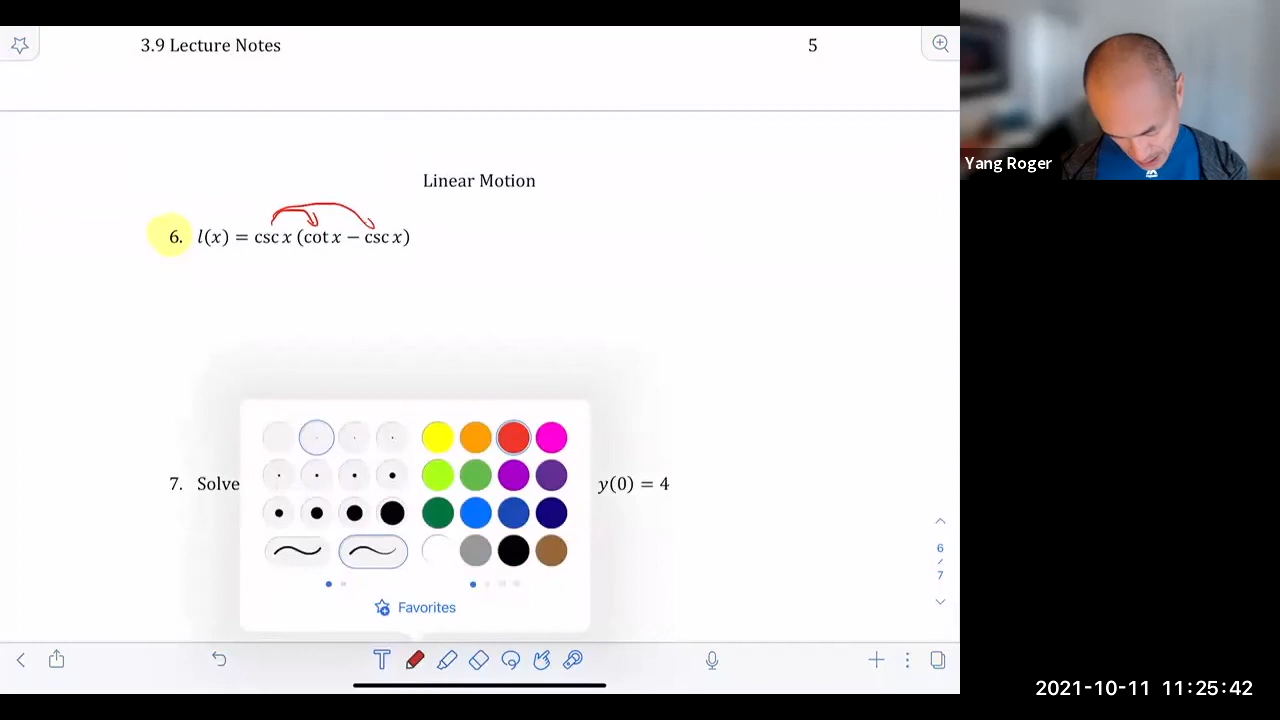 3.9 Lecture Notes 5
Linear Motion
6. l(x) = csc x (cot x − csc x)
7. Solve y(0) = 4
Favorites
6
/
7
Yang Roger
2021-10-11 11:25:42